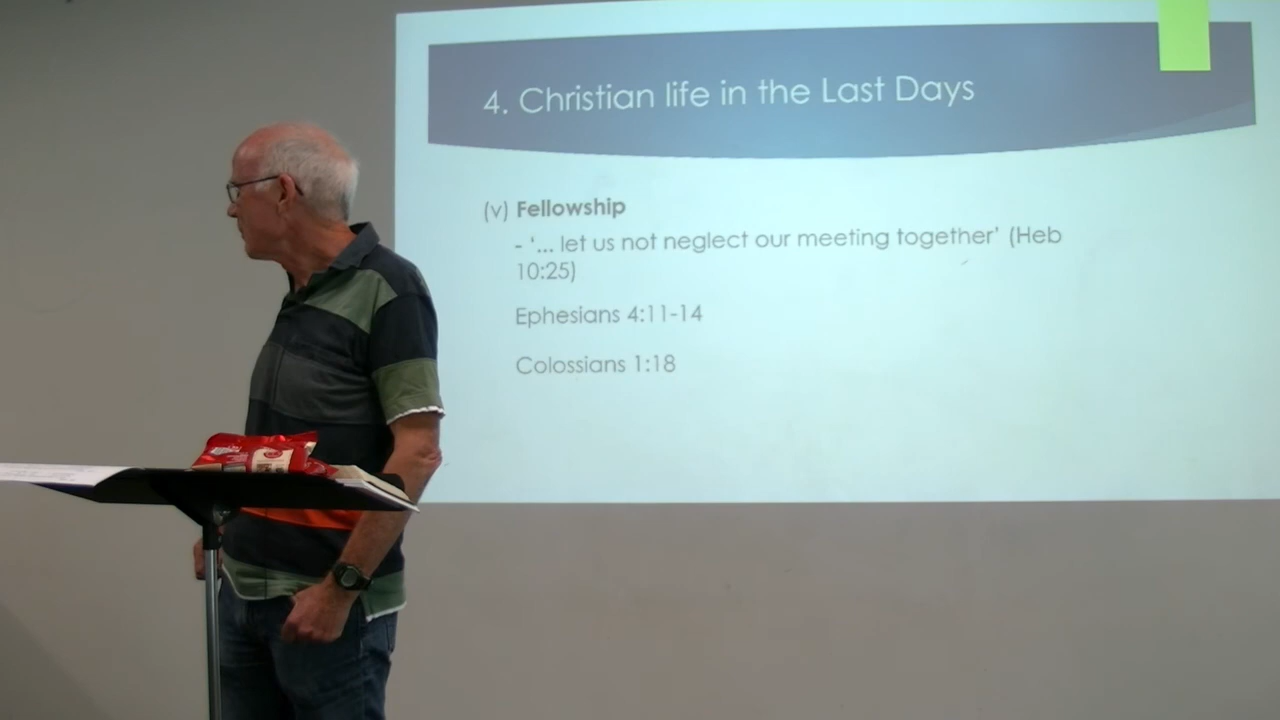 4. Christian life in the Last Days
(v) Fellowship
- ‘... let us not neglect our meeting together’ (Heb
10:25)
Ephesians 4:11-14
Colossians 1:18